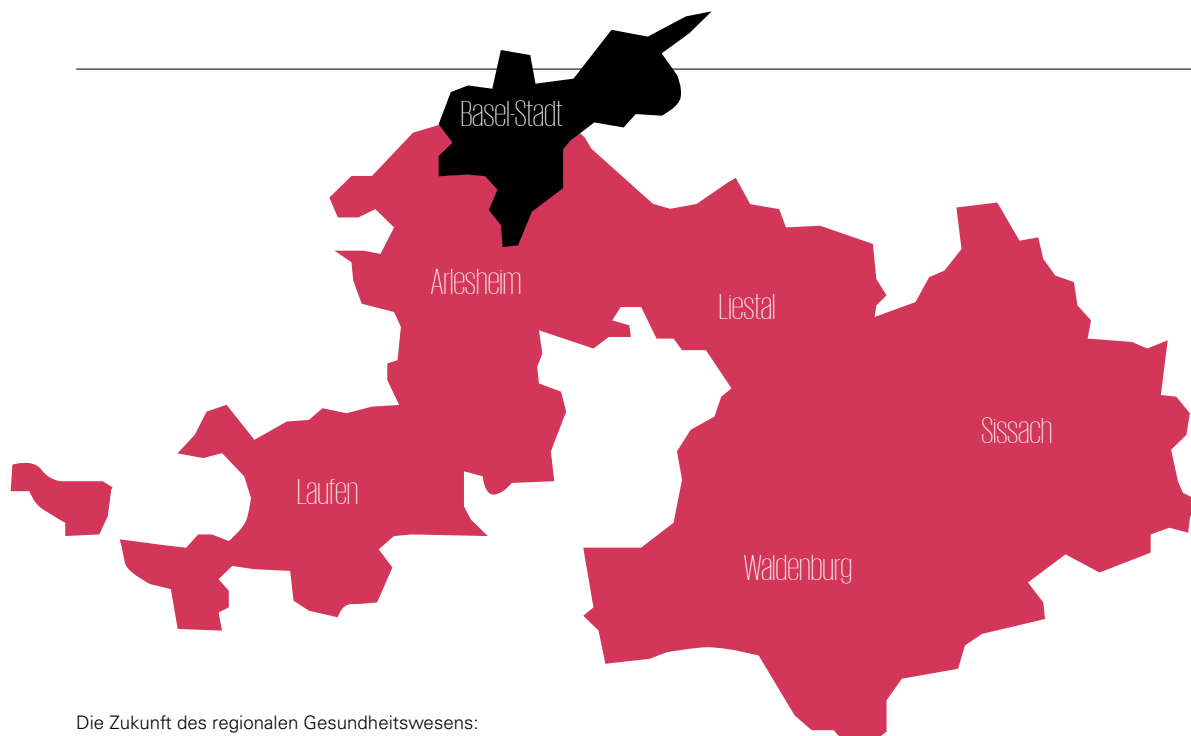 Basel-Stadt
Arlesheim
Liestal
Sissach
Laufen
Waldenburg
Die Zukunft des regionalen Gesundheitswesens: